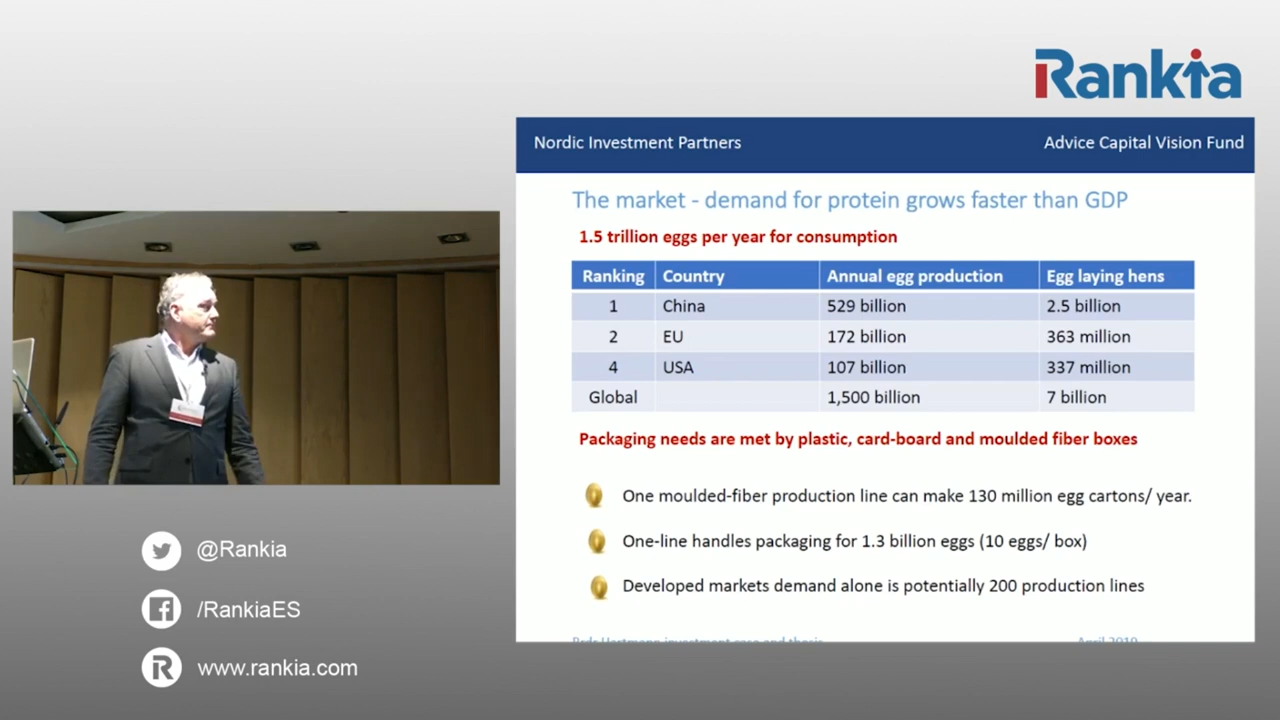 Rankia
Nordic Investment Partners
Advice Capital Vision Fund
The market - demand for protein grows faster than GDP
1.5 trillion eggs per year for consumption
Ranking Country Annual egg production Egg laying hens
1 China 529 billion 2.5 billion
2 EU 172 billion 363 million
4 USA 107 billion 337 million
Global 1,500 billion 7 billion
Packaging needs are met by plastic, card-board and moulded fiber boxes
One moulded-fiber production line can make 130 million egg cartons/ year.
One-line handles packaging for 1.3 billion eggs (10 eggs/ box)
Developed markets demand alone is potentially 200 production lines
@Rankia
/RankiaES
www.rankia.com